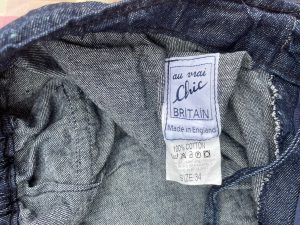 au vrai
Chic
BRITAIN
Made in England
100% COTTON
SIZE 34